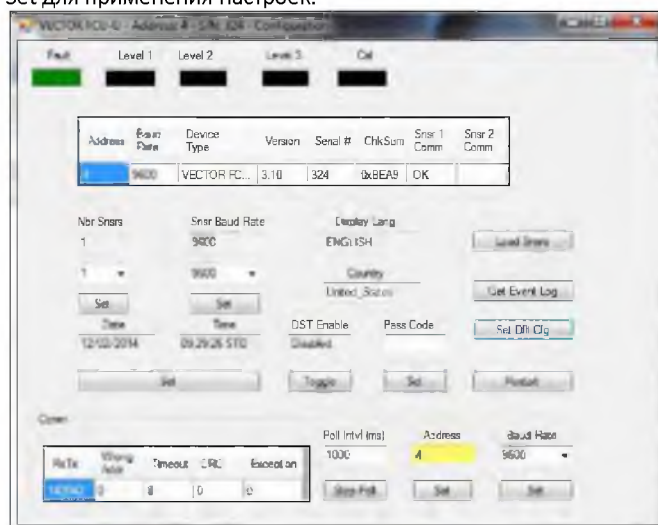 Set для применения настроек.
VECTOR FCU-U - Address: 4 - S/N: 324 - Configuration
Fault Level 1 Level 2 Level 3 Cal
Address Baud Rate Device Type Version Serial # ChkSum Snsr 1 Comm Snsr 2 Comm
4 9600 VECTOR FC... 3.10 324 0xBEA9 OK
Nbr Snsrs Snsr Baud Rate Display Lang
1 9600 ENGLISH Load Snsrs
1 9600 Country
United_States Get Event Log
Set Set
Date Time DST Enable Pass Code Set Dflt Cfg
12/02/2014 09:29:26 STD Disabled
Set Toggle Set Restart
Comm
Poll Intvl (ms) Address Baud Rate
Rx/Tx Wrong Addr Timeout CRC Exception 1000 4 9600
0 8 0 0 Stop Poll Set Set